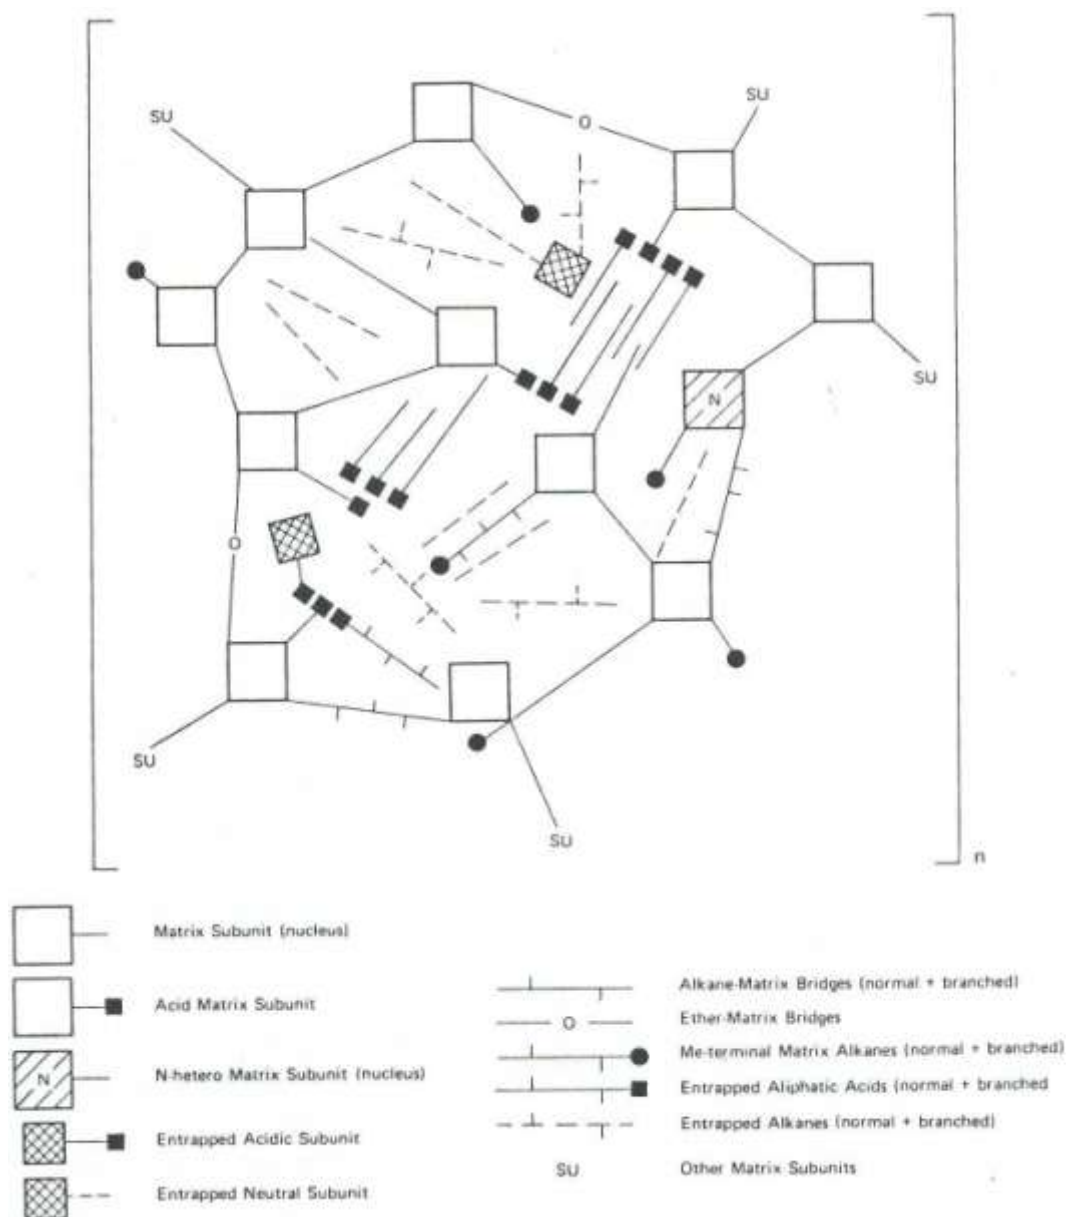 SU
SU
O
SU
N
O
SU
SU
n
Matrix Subunit (nucleus)
Acid Matrix Subunit
N
N-hetero Matrix Subunit (nucleus)
Entrapped Acidic Subunit
Entrapped Neutral Subunit
Alkane-Matrix Bridges (normal + branched)
O
Ether-Matrix Bridges
Me-terminal Matrix Alkanes (normal + branched)
Entrapped Aliphatic Acids (normal + branched
Entrapped Alkanes (normal + branched)
SU
Other Matrix Subunits